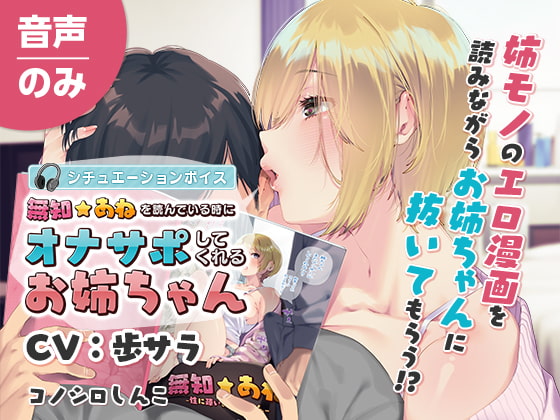 音声
のみ
姉モノのエロ漫画を
読みながらお姉ちゃんに
抜いてもらう!?
シチュエーションボイス
無知★あねを読んでいる時に
オナサポしてくれる
お姉ちゃん
CV：歩サラ
コノシロしんこ
無知★あね